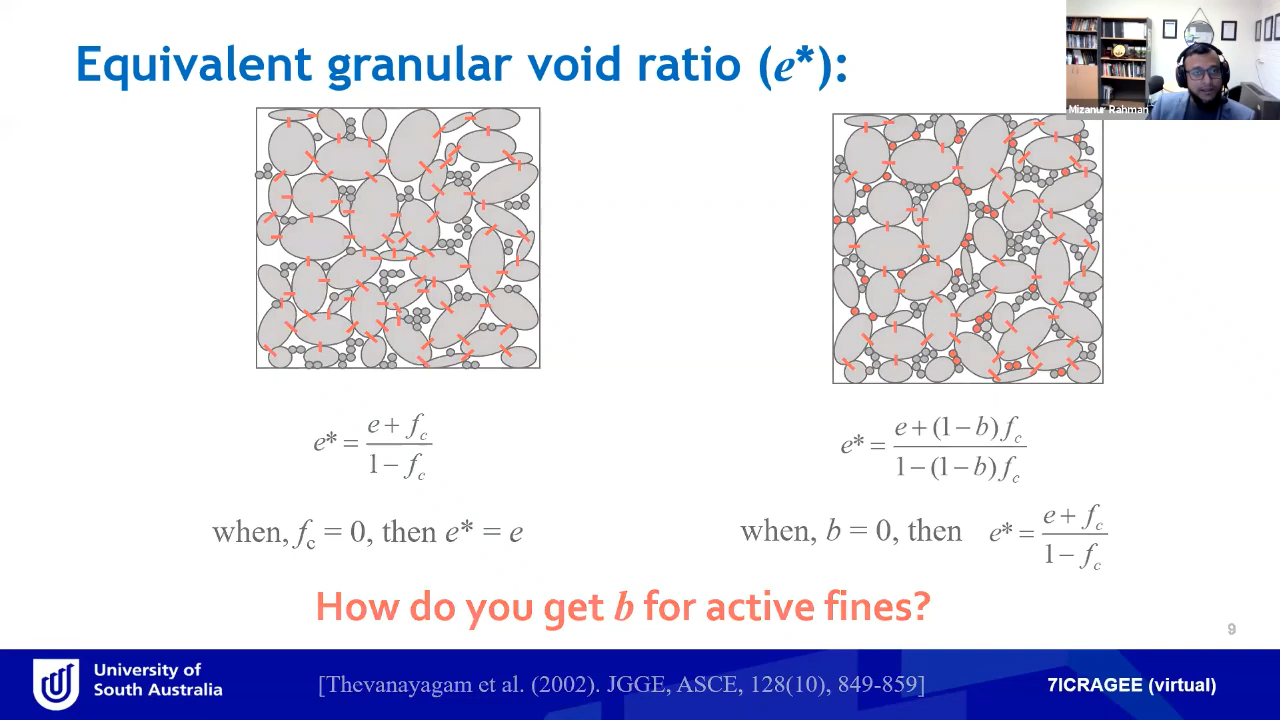 Equivalent granular void ratio (e*):
Mizanur Rahman
e* = (e + f_c) / (1 − f_c)
e* = (e + (1 − b) f_c) / (1 − (1 − b) f_c)
when, f_c = 0, then e* = e
when, b = 0, then e* = (e + f_c) / (1 − f_c)
How do you get b for active fines?
9
University of
South Australia
[Thevanayagam et al. (2002). JGGE, ASCE, 128(10), 849-859]
7ICRAGEE (virtual)